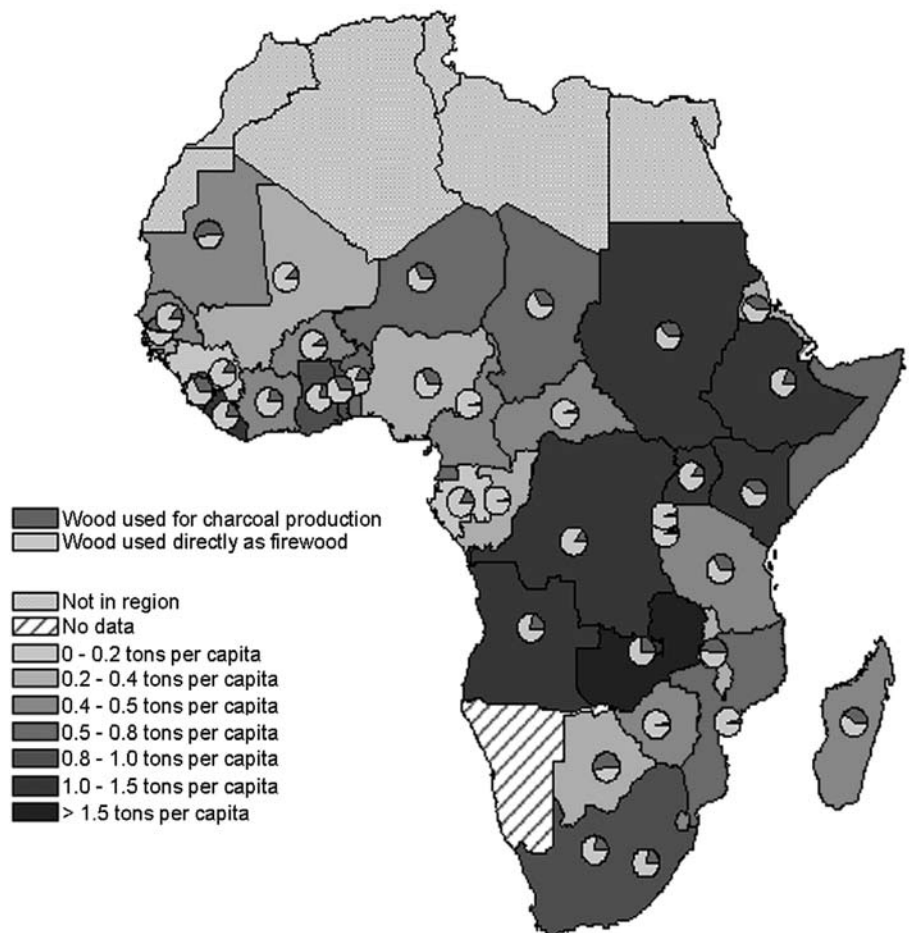 Wood used for charcoal production
Wood used directly as firewood
Not in region
No data
0 - 0.2 tons per capita
0.2 - 0.4 tons per capita
0.4 - 0.5 tons per capita
0.5 - 0.8 tons per capita
0.8 - 1.0 tons per capita
1.0 - 1.5 tons per capita
> 1.5 tons per capita